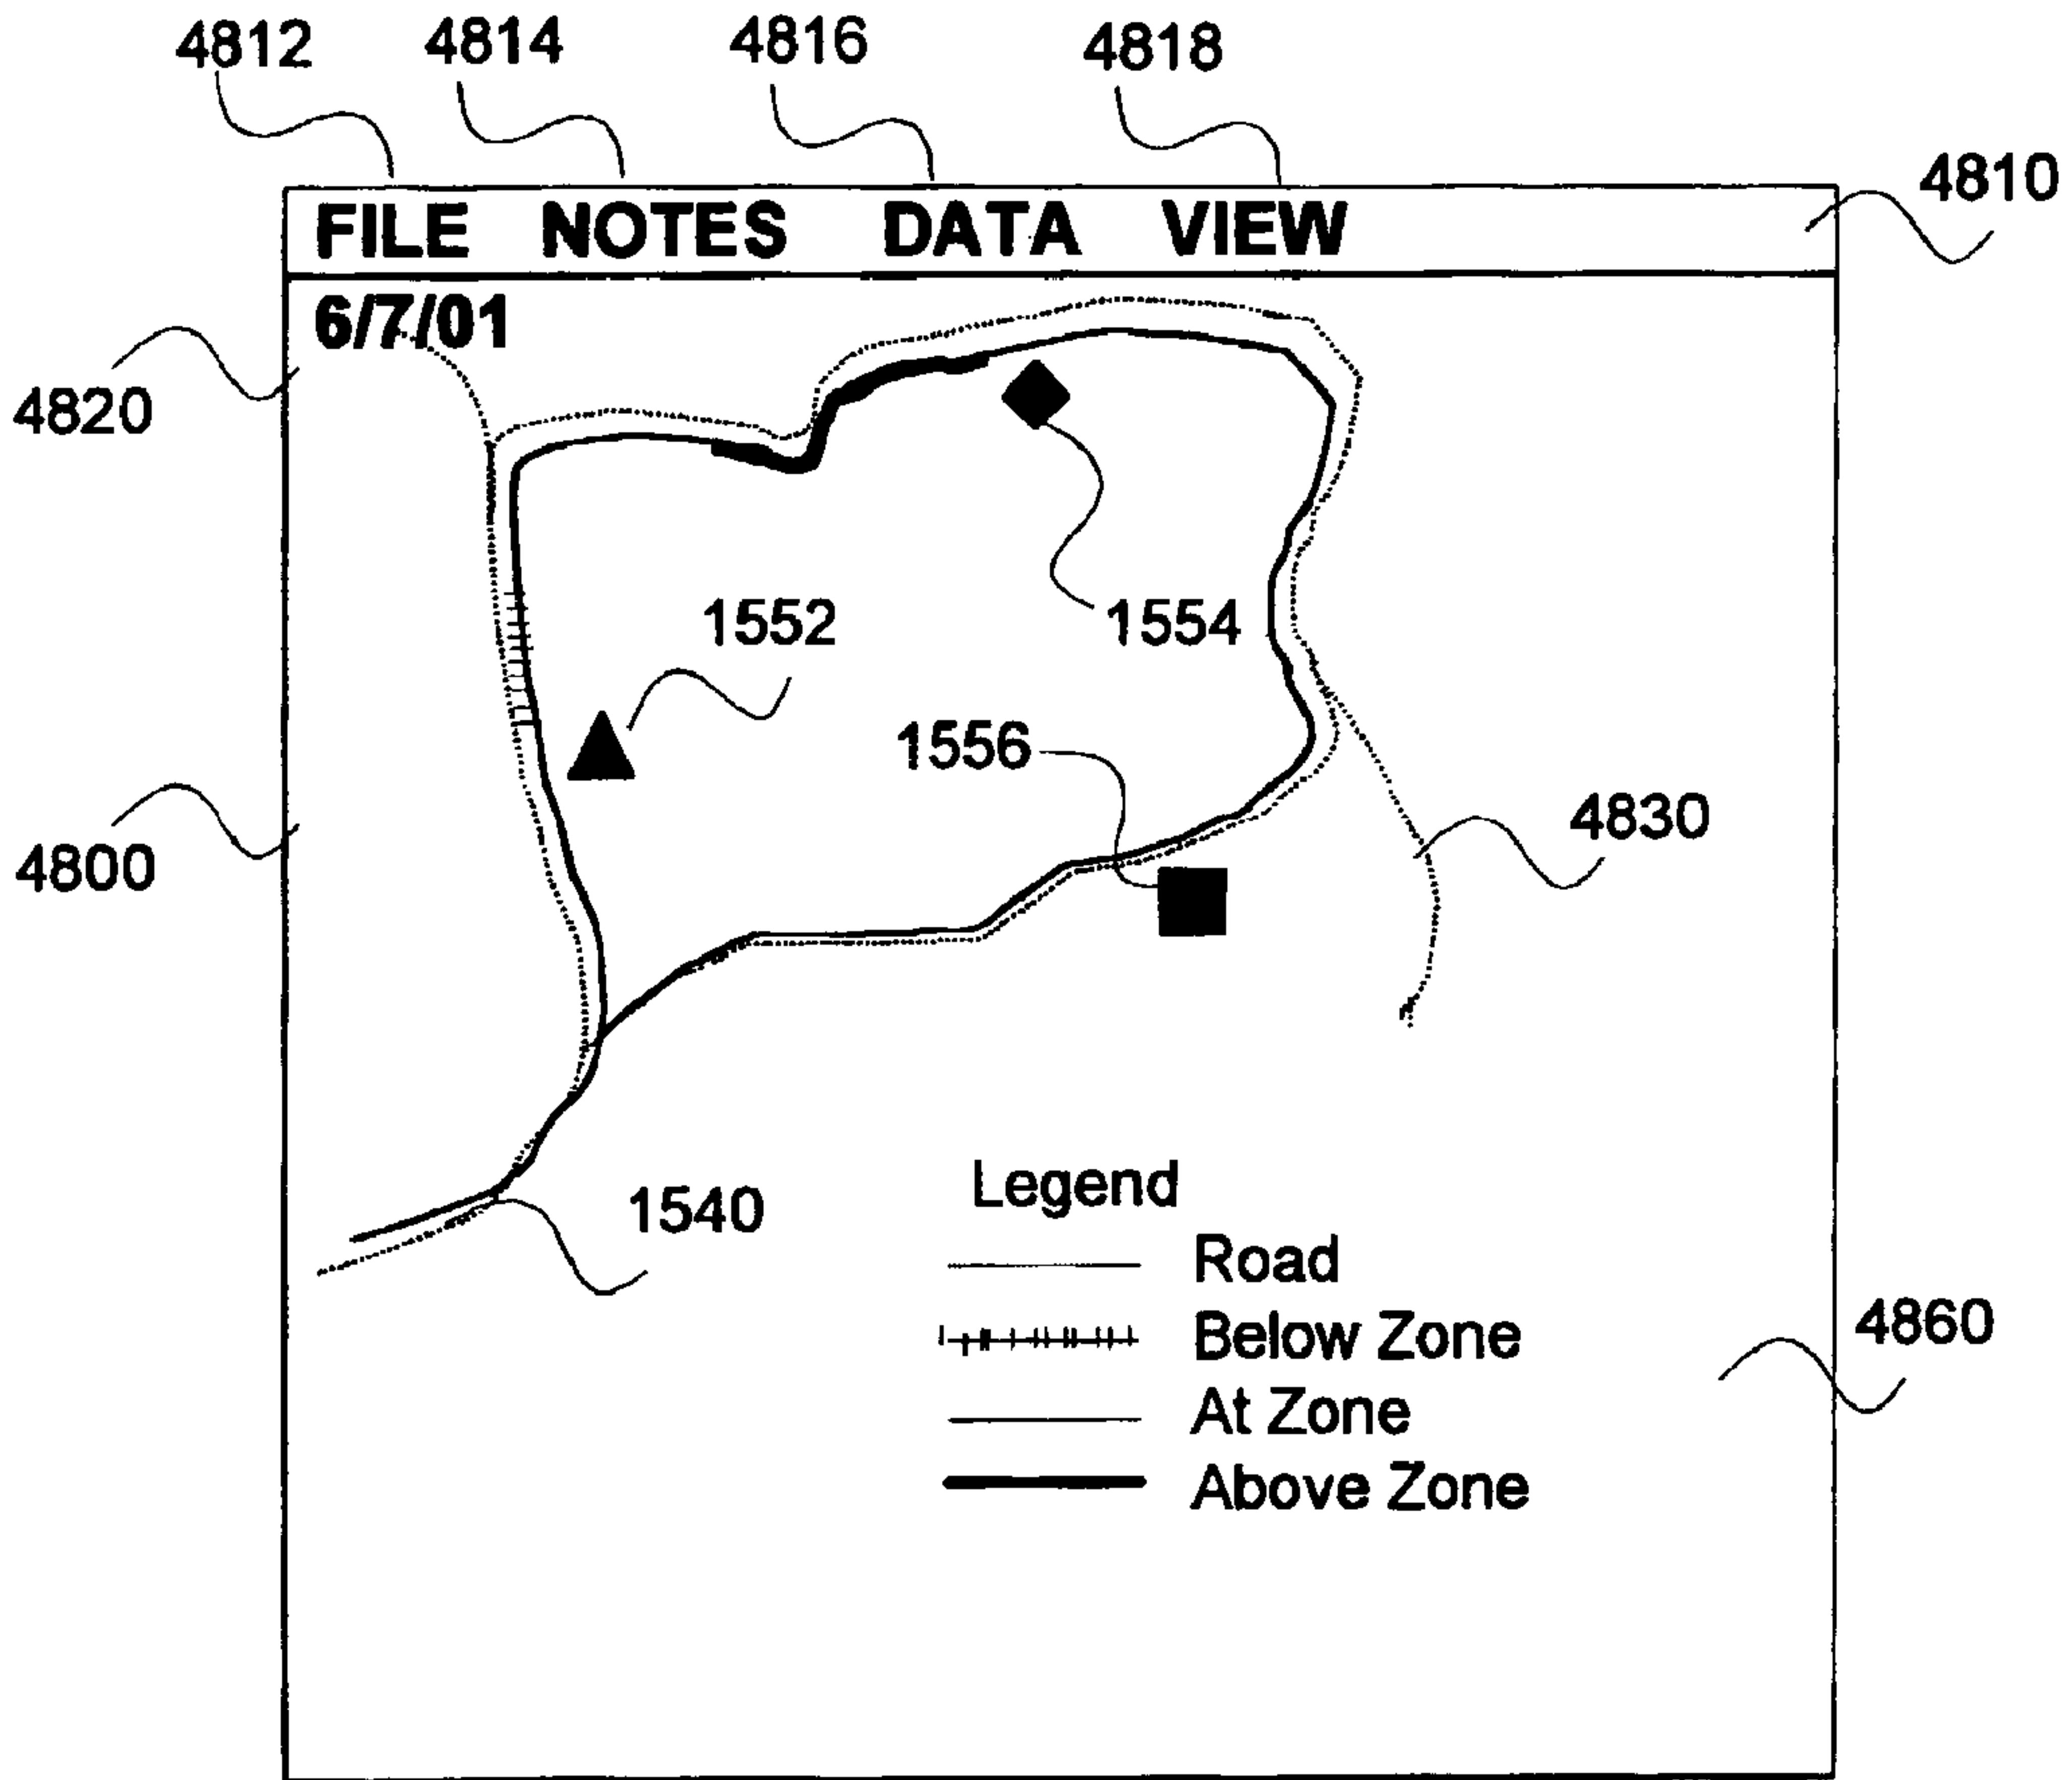 4812 4814 4816 4818
4810
FILE NOTES DATA VIEW
6/7/01
4820
1552
1554
1556
4830
4800
1540
Legend
Road
4860
Below Zone
At Zone
Above Zone